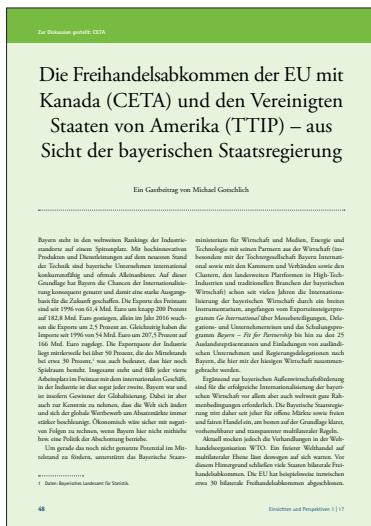 Zur Diskussion gestellt: CETA
Die Freihandelsabkommen der EU mit
Kanada (CETA) und den Vereinigten
Staaten von Amerika (TTIP) – aus
Sicht der bayerischen Staatsregierung
Ein Gastbeitrag von Michael Gotschlich
Bayern steht in den weltweiten Rankings der Industrie-
standorte auf einem Spitzenplatz. Mit hochinnovativen
Produkten und Dienstleistungen auf dem neuesten Stand
der Technik sind bayerische Unternehmen international
konkurrenzfähig und oftmals Alleinanbieter. Auf dieser
Grundlage hat Bayern die Chancen der Internationalisie-
rung konsequent genutzt und damit eine starke Ausgangs-
basis für die Zukunft geschaffen. Die Exporte des Freistaats
sind seit 1996 von 61,4 Mrd. Euro um knapp 200 Prozent
auf 182,8 Mrd. Euro gestiegen, allein im Jahr 2016 wuch-
sen die Exporte um 2,5 Prozent an. Gleichzeitig haben die
Importe seit 1996 von 54 Mrd. Euro um 207,5 Prozent auf
166 Mrd. Euro zugelegt. Die Exportquote der Industrie
liegt mittlerweile bei über 50 Prozent, die des Mittelstands
bei etwa 30 Prozent,¹ was auch bedeutet, dass hier noch
Spielraum besteht. Insgesamt steht und fällt jeder vierte
Arbeitsplatz im Freistaat mit dem internationalen Geschäft,
in der Industrie ist dies sogar jeder zweite. Bayern war und
ist insofern Gewinner der Globalisierung. Dabei ist aber
auch zur Kenntnis zu nehmen, dass die Welt sich ändert
und sich der globale Wettbewerb um Absatzmärkte immer
stärker beschleunigt. Ökonomisch wäre sicher mit negati-
ven Folgen zu rechnen, wenn Bayern hier nicht mithielte
bzw. eine Politik der Abschottung betriebe.
Um gerade das noch nicht genutzte Potenzial im Mit-
telstand zu fördern, unterstützt das Bayerische Staats-
ministerium für Wirtschaft und Medien, Energie und
Technologie mit seinen Partnern aus der Wirtschaft (ins-
besondere mit der Tochtergesellschaft Bayern Internati-
onal sowie mit den Kammern und Verbänden sowie den
Clustern, den landesweiten Plattformen in High-Tech-
Industrien und traditionellen Branchen der bayerischen
Wirtschaft) schon seit vielen Jahren die Internationa-
lisierung der bayerischen Wirtschaft durch ein breites
Instrumentarium, angefangen vom Exporteinsteigerpro-
gramm Go International über Messebeteiligungen, Dele-
gations- und Unternehmerreisen und das Schulungspro-
gramm Bayern – Fit for Partnership bis hin zu den 25
Auslandsrepräsentanzen und Einladungen von ausländi-
schen Unternehmen und Regierungsdelegationen nach
Bayern, die hier mit der hiesigen Wirtschaft zusammen-
gebracht werden.
Ergänzend zur bayerischen Außenwirtschaftsförderung
sind für die erfolgreiche Internationalisierung der bayeri-
schen Wirtschaft vor allem aber auch weltweit gute Rah-
menbedingungen erforderlich. Die Bayerische Staatsregie-
rung tritt daher seit jeher für offene Märkte sowie freien
und fairen Handel ein, am besten auf der Grundlage klarer,
vorhersehbarer und transparenter multilateraler Regeln.
Aktuell stocken jedoch die Verhandlungen in der Welt-
handelsorganisation WTO. Ein freierer Welthandel auf
multilateraler Ebene lässt deswegen auf sich warten. Vor
diesem Hintergrund schließen viele Staaten bilaterale Frei-
handelsabkommen. Die EU hat beispielsweise inzwischen
etwa 30 bilaterale Freihandelsabkommen abgeschlossen.
1 Daten: Bayerisches Landesamt für Statistik.
48
Einsichten und Perspektiven 1 | 17